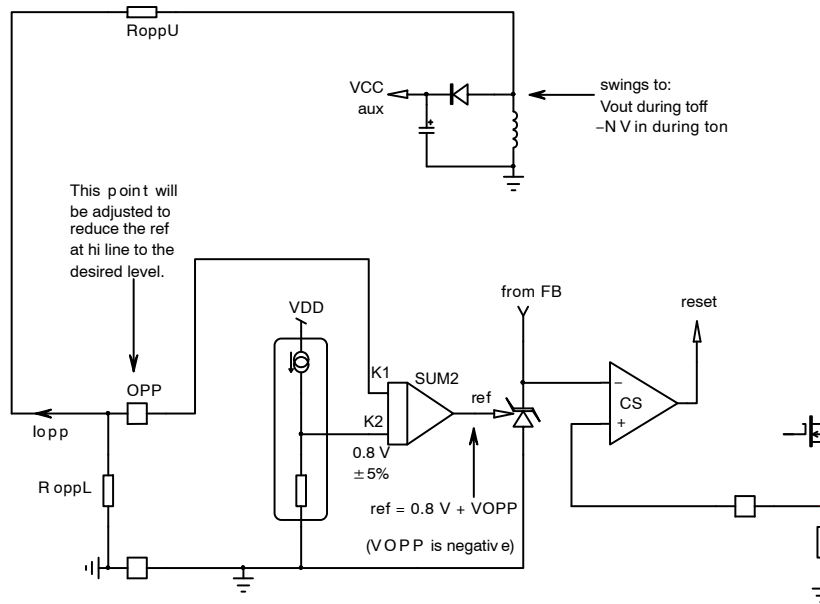 RoppU
VCC
aux
swings to:
Vout during toff
−N V in during ton
This point will
be adjusted to
reduce the ref
at hi line to the
desired level.
from FB
reset
VDD
OPP
K1
SUM2
ref
K2
CS
−
+
Iopp
0.8 V
±5%
R oppL
ref = 0.8 V + VOPP
(VOPP is negative)
+